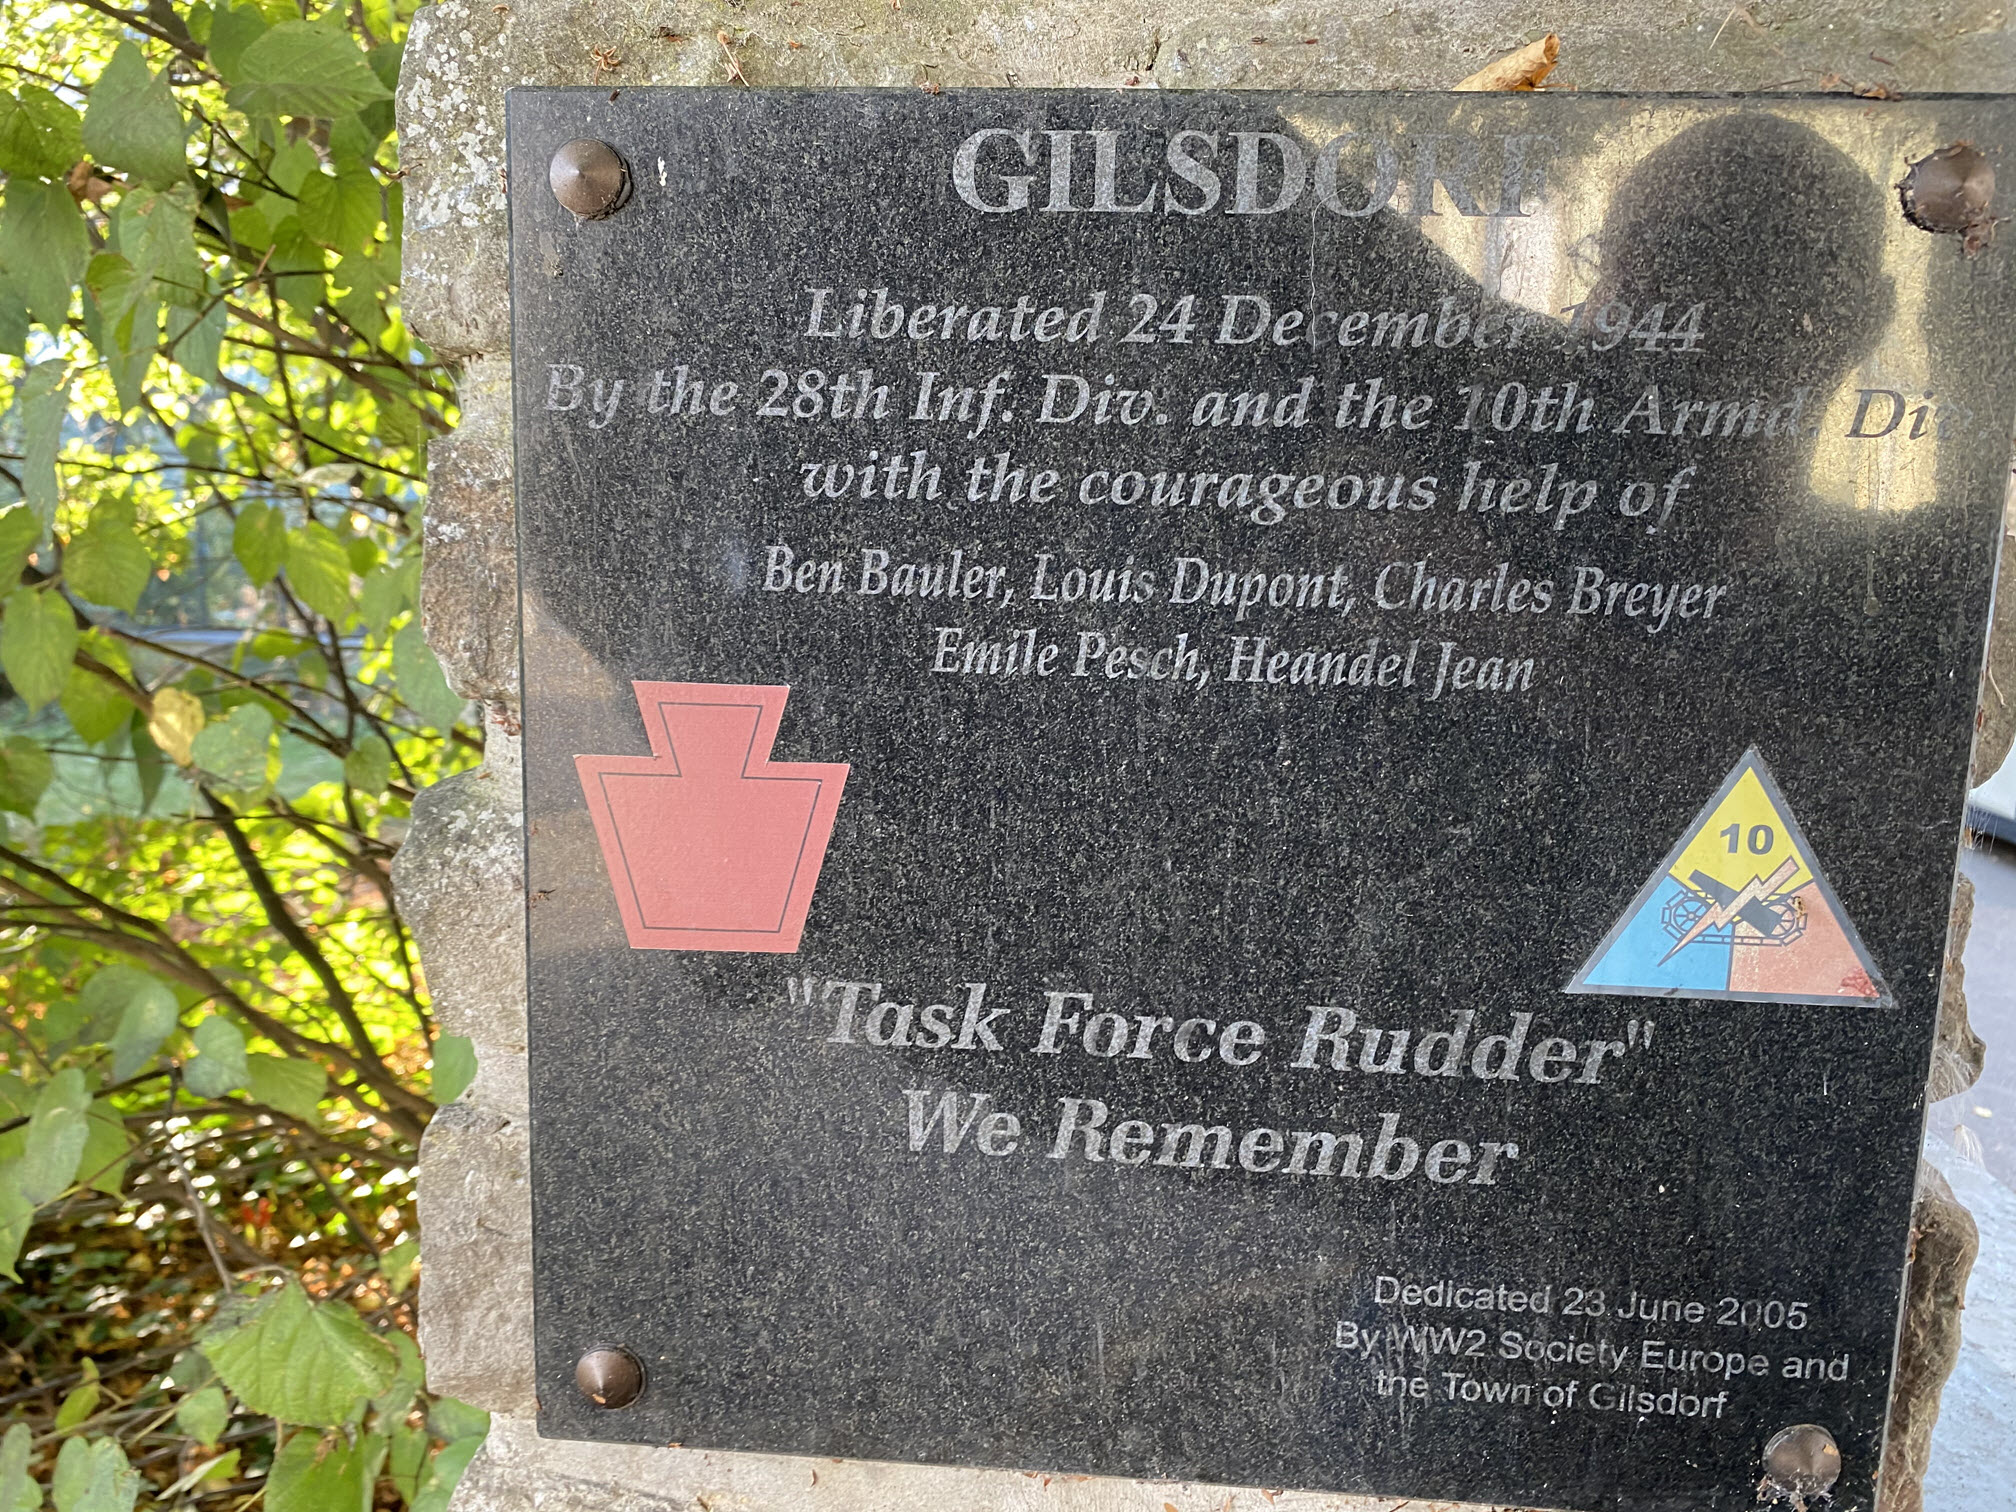 GILSDORF
Liberated 24 December 1944
By the 28th Inf. Div. and the 10th Armd. Div
with the courageous help of
Ben Bauler, Louis Dupont, Charles Breyer
Emile Pesch, Heandel Jean
10
"Task Force Rudder"
We Remember
Dedicated 23 June 2005
By WW2 Society Europe and
the Town of Gilsdorf